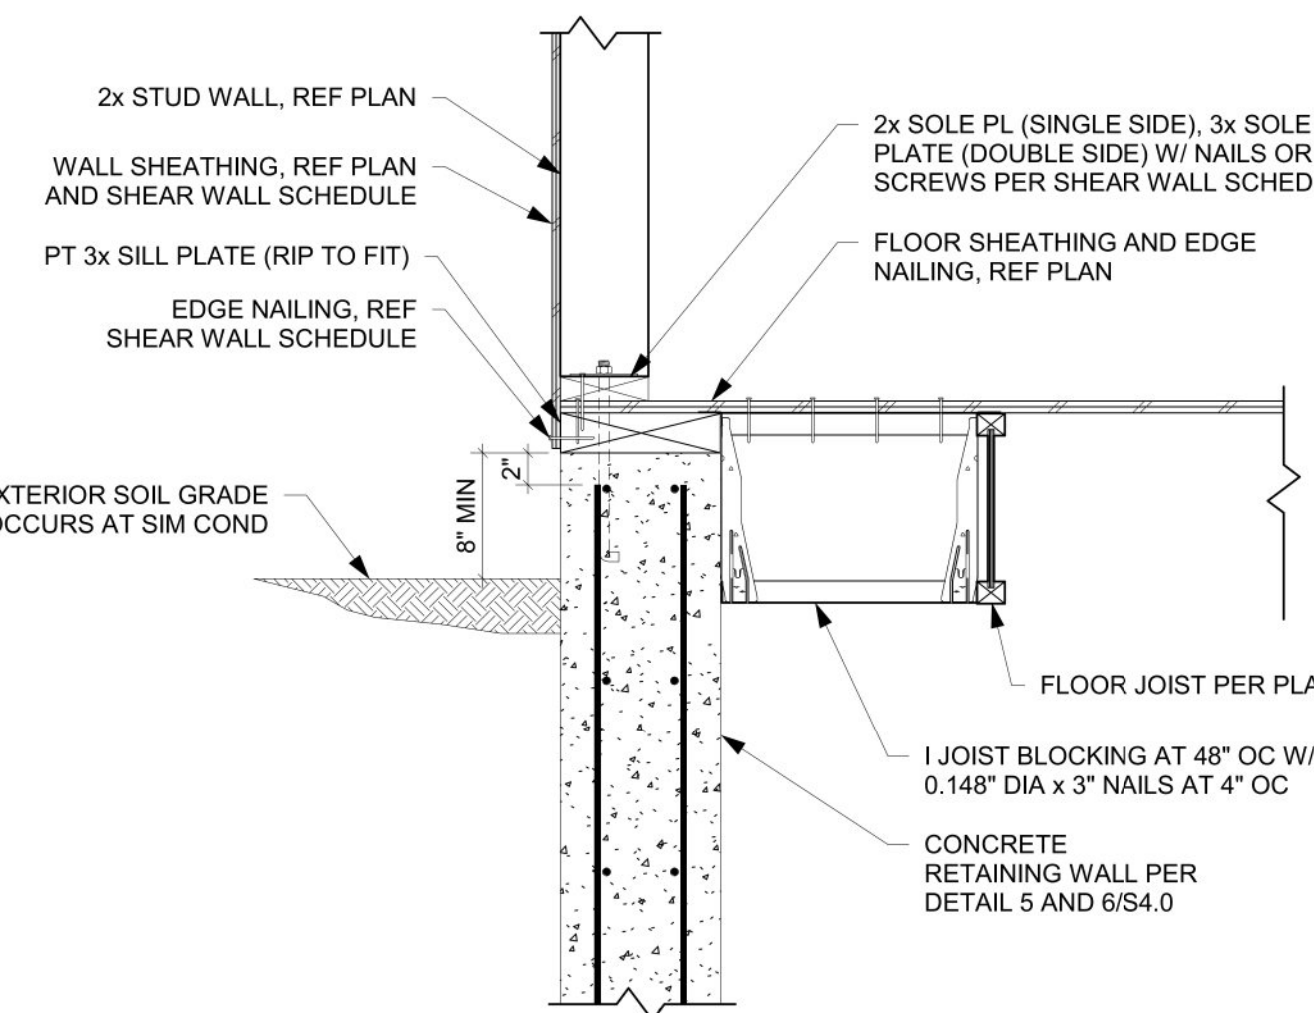 2x STUD WALL, REF PLAN
WALL SHEATHING, REF PLAN
AND SHEAR WALL SCHEDULE
PT 3x SILL PLATE (RIP TO FIT)
EDGE NAILING, REF
SHEAR WALL SCHEDULE
2x SOLE PL (SINGLE SIDE), 3x SOLE
PLATE (DOUBLE SIDE) W/ NAILS OR
SCREWS PER SHEAR WALL SCHED
FLOOR SHEATHING AND EDGE
NAILING, REF PLAN
2"
8" MIN
XTERIOR SOIL GRADE
OCCURS AT SIM COND
FLOOR JOIST PER PLA
I JOIST BLOCKING AT 48" OC W/
0.148" DIA x 3" NAILS AT 4" OC
CONCRETE
RETAINING WALL PER
DETAIL 5 AND 6/S4.0